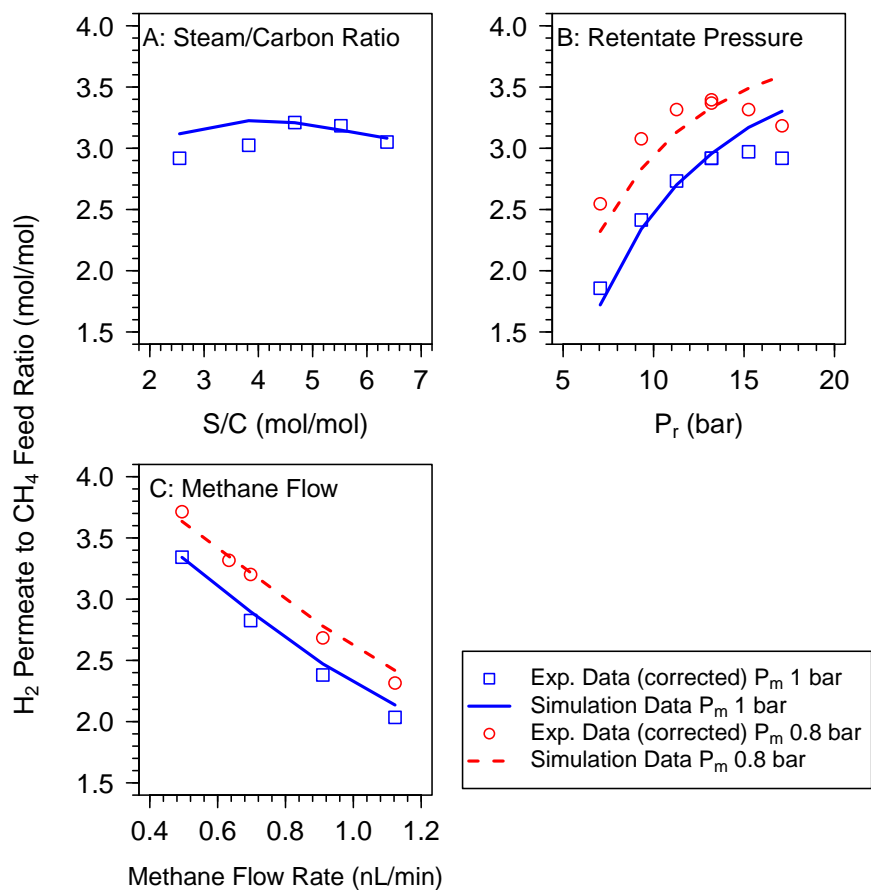 A: Steam/Carbon Ratio
4.0
3.5
3.0
2.5
2.0
1.5
2 3 4 5 6 7
S/C (mol/mol)
B: Retentate Pressure
4.0
3.5
3.0
2.5
2.0
1.5
5 10 15 20
Pᵣ (bar)
H₂ Permeate to CH₄ Feed Ratio (mol/mol)
C: Methane Flow
4.0
3.5
3.0
2.5
2.0
1.5
0.4 0.6 0.8 1.0 1.2
Methane Flow Rate (nL/min)
Exp. Data (corrected) Pₘ 1 bar
Simulation Data Pₘ 1 bar
Exp. Data (corrected) Pₘ 0.8 bar
Simulation Data Pₘ 0.8 bar